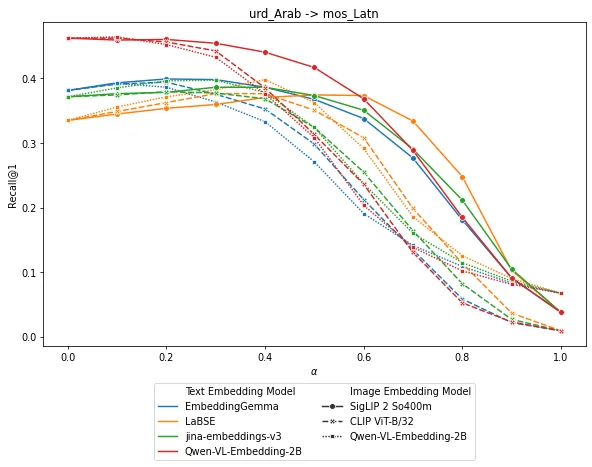 urd_Arab -> mos_Latn
Recall@1
0.4
0.3
0.2
0.1
0.0
0.0 0.2 0.4 0.6 0.8 1.0
α
Text Embedding Model Image Embedding Model
EmbeddingGemma SigLIP 2 So400m
LaBSE CLIP ViT-B/32
jina-embeddings-v3 Qwen-VL-Embedding-2B
Qwen-VL-Embedding-2B